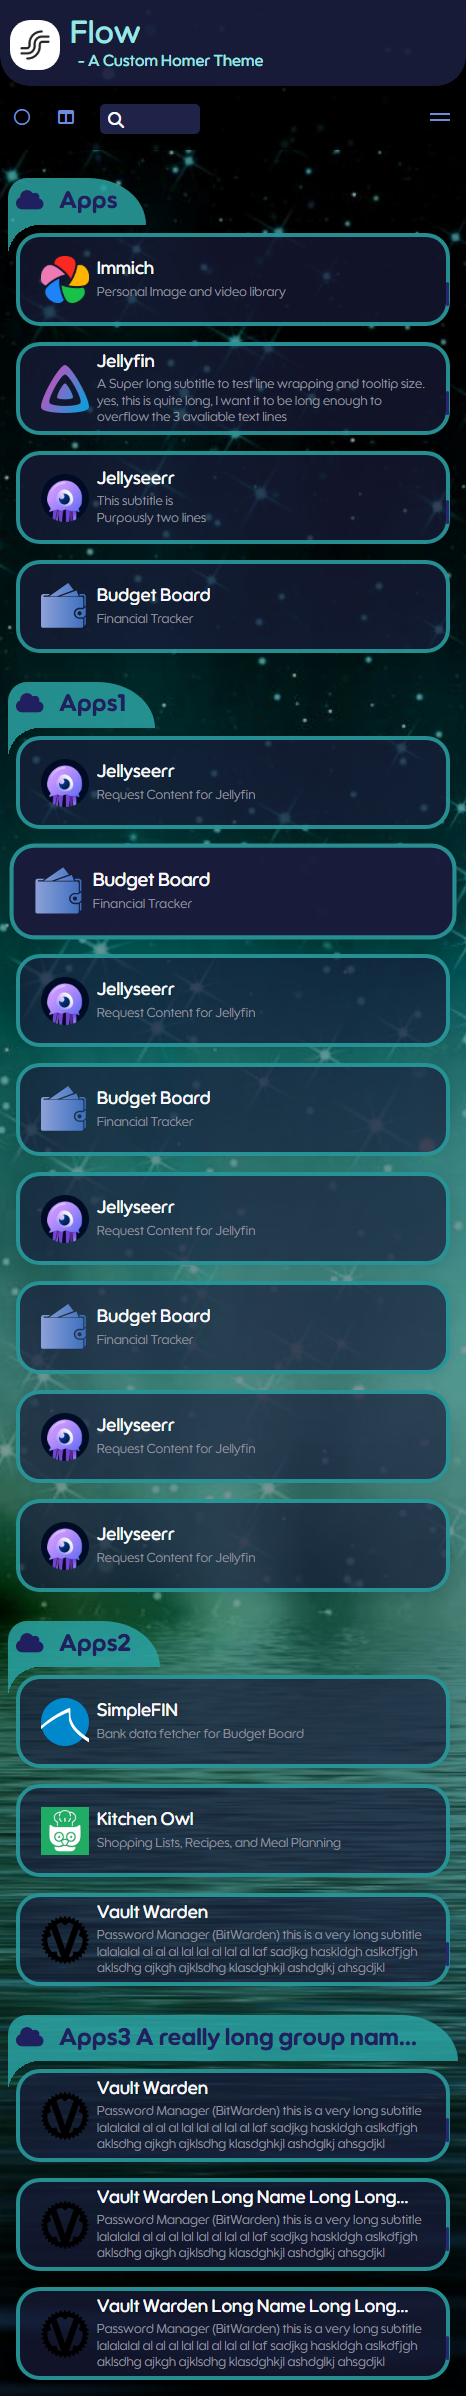 Flow
- A Custom Homer Theme
Apps
Immich
Personal Image and video library
Jellyfin
A Super long subtitle to test line wrapping and tooltip size.
yes, this is quite long, I want it to be long enough to
overflow the 3 avaliable text lines
Jellyseerr
This subtitle is
Purpously two lines
Budget Board
Financial Tracker
Apps1
Jellyseerr
Request Content for Jellyfin
Budget Board
Financial Tracker
Jellyseerr
Request Content for Jellyfin
Budget Board
Financial Tracker
Jellyseerr
Request Content for Jellyfin
Budget Board
Financial Tracker
Jellyseerr
Request Content for Jellyfin
Jellyseerr
Request Content for Jellyfin
Apps2
SimpleFIN
Bank data fetcher for Budget Board
Kitchen Owl
Shopping Lists, Recipes, and Meal Planning
Vault Warden
Password Manager (BitWarden) this is a very long subtitle
lalalalal al al al lal lal al lal al laf sadjkg haskldgh aslkdfjgh
aklsdhg ajkgh ajklsdhg klasdghkjl ashdglkj ahsgdjkl
Apps3 A really long group nam...
Vault Warden
Password Manager (BitWarden) this is a very long subtitle
lalalalal al al al lal lal al lal al laf sadjkg haskldgh aslkdfjgh
aklsdhg ajkgh ajklsdhg klasdghkjl ashdglkj ahsgdjkl
Vault Warden Long Name Long Long...
Password Manager (BitWarden) this is a very long subtitle
lalalalal al al al lal lal al lal al laf sadjkg haskldgh aslkdfjgh
aklsdhg ajkgh ajklsdhg klasdghkjl ashdglkj ahsgdjkl
Vault Warden Long Name Long Long...
Password Manager (BitWarden) this is a very long subtitle
lalalalal al al al lal lal al lal al laf sadjkg haskldgh aslkdfjgh
aklsdhg ajkgh ajklsdhg klasdghkjl ashdglkj ahsgdjkl